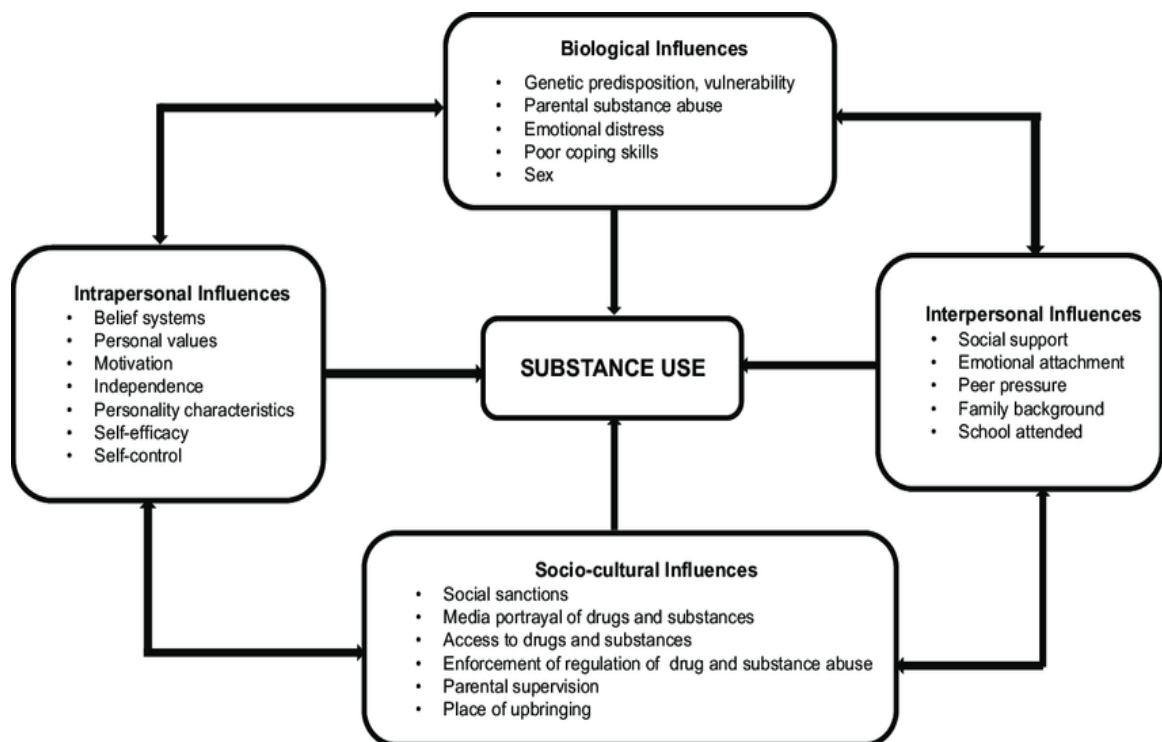 Biological Influences
• Genetic predisposition, vulnerability
• Parental substance abuse
• Emotional distress
• Poor coping skills
• Sex
Intrapersonal Influences
• Belief systems
• Personal values
• Motivation
• Independence
• Personality characteristics
• Self-efficacy
• Self-control
SUBSTANCE USE
Interpersonal Influences
• Social support
• Emotional attachment
• Peer pressure
• Family background
• School attended
Socio-cultural Influences
• Social sanctions
• Media portrayal of drugs and substances
• Access to drugs and substances
• Enforcement of regulation of drug and substance abuse
• Parental supervision
• Place of upbringing